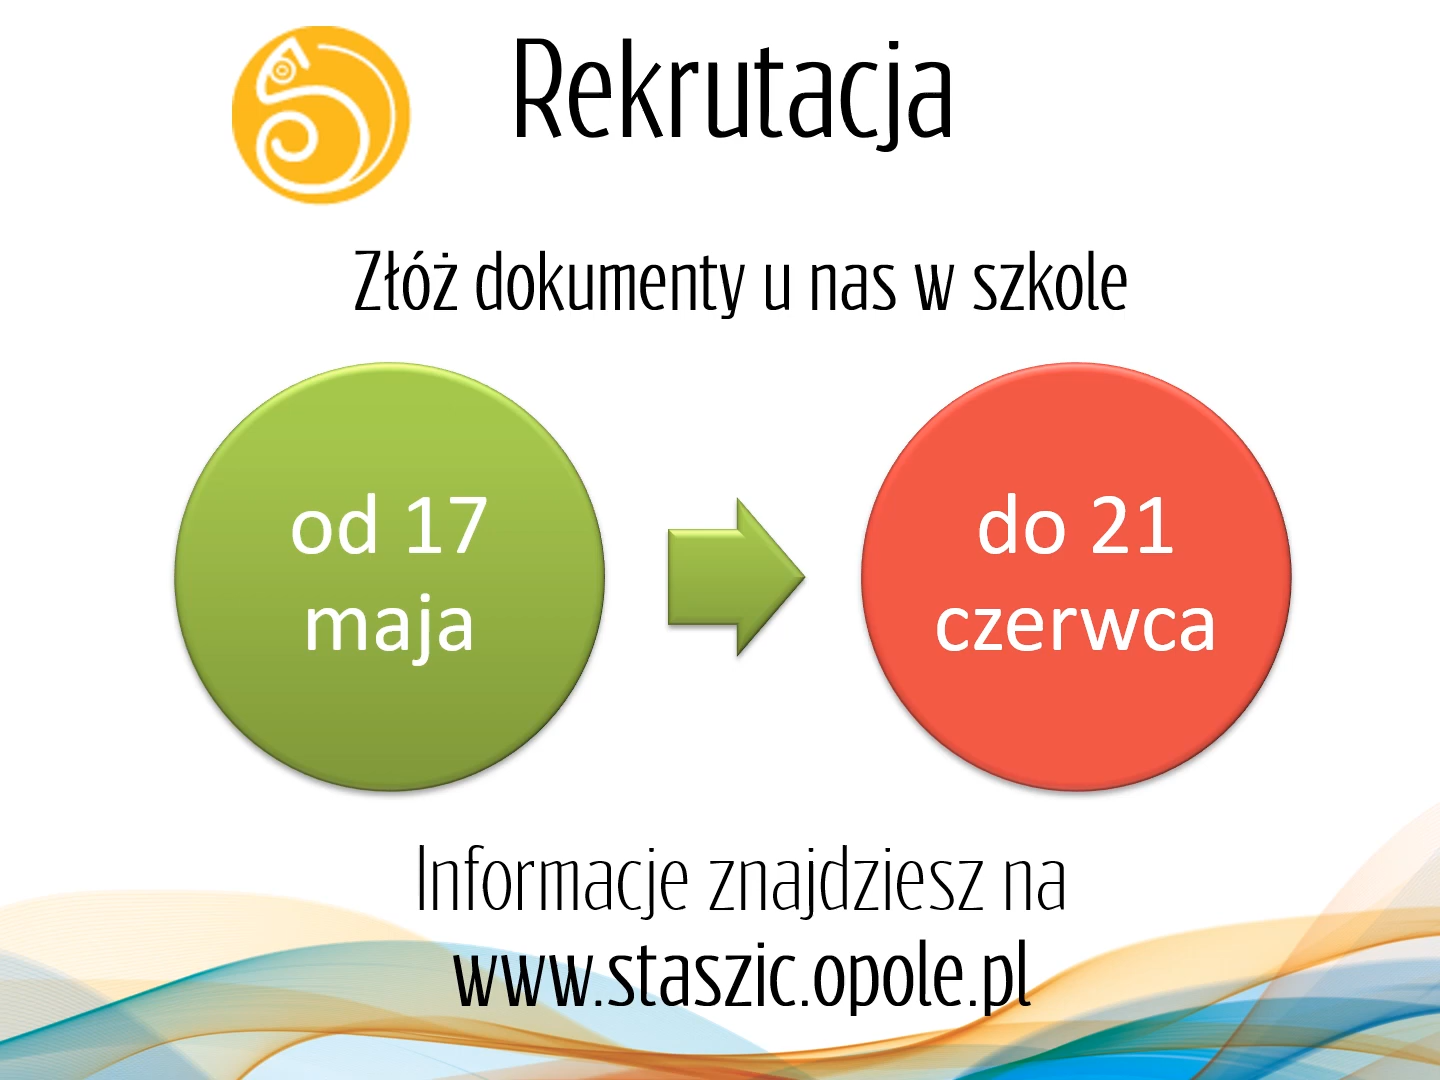 Rekrutacja
Złóż dokumenty u nas w szkole
od 17
maja
do 21
czerwca
Informacje znajdziesz na
www.staszic.opole.pl